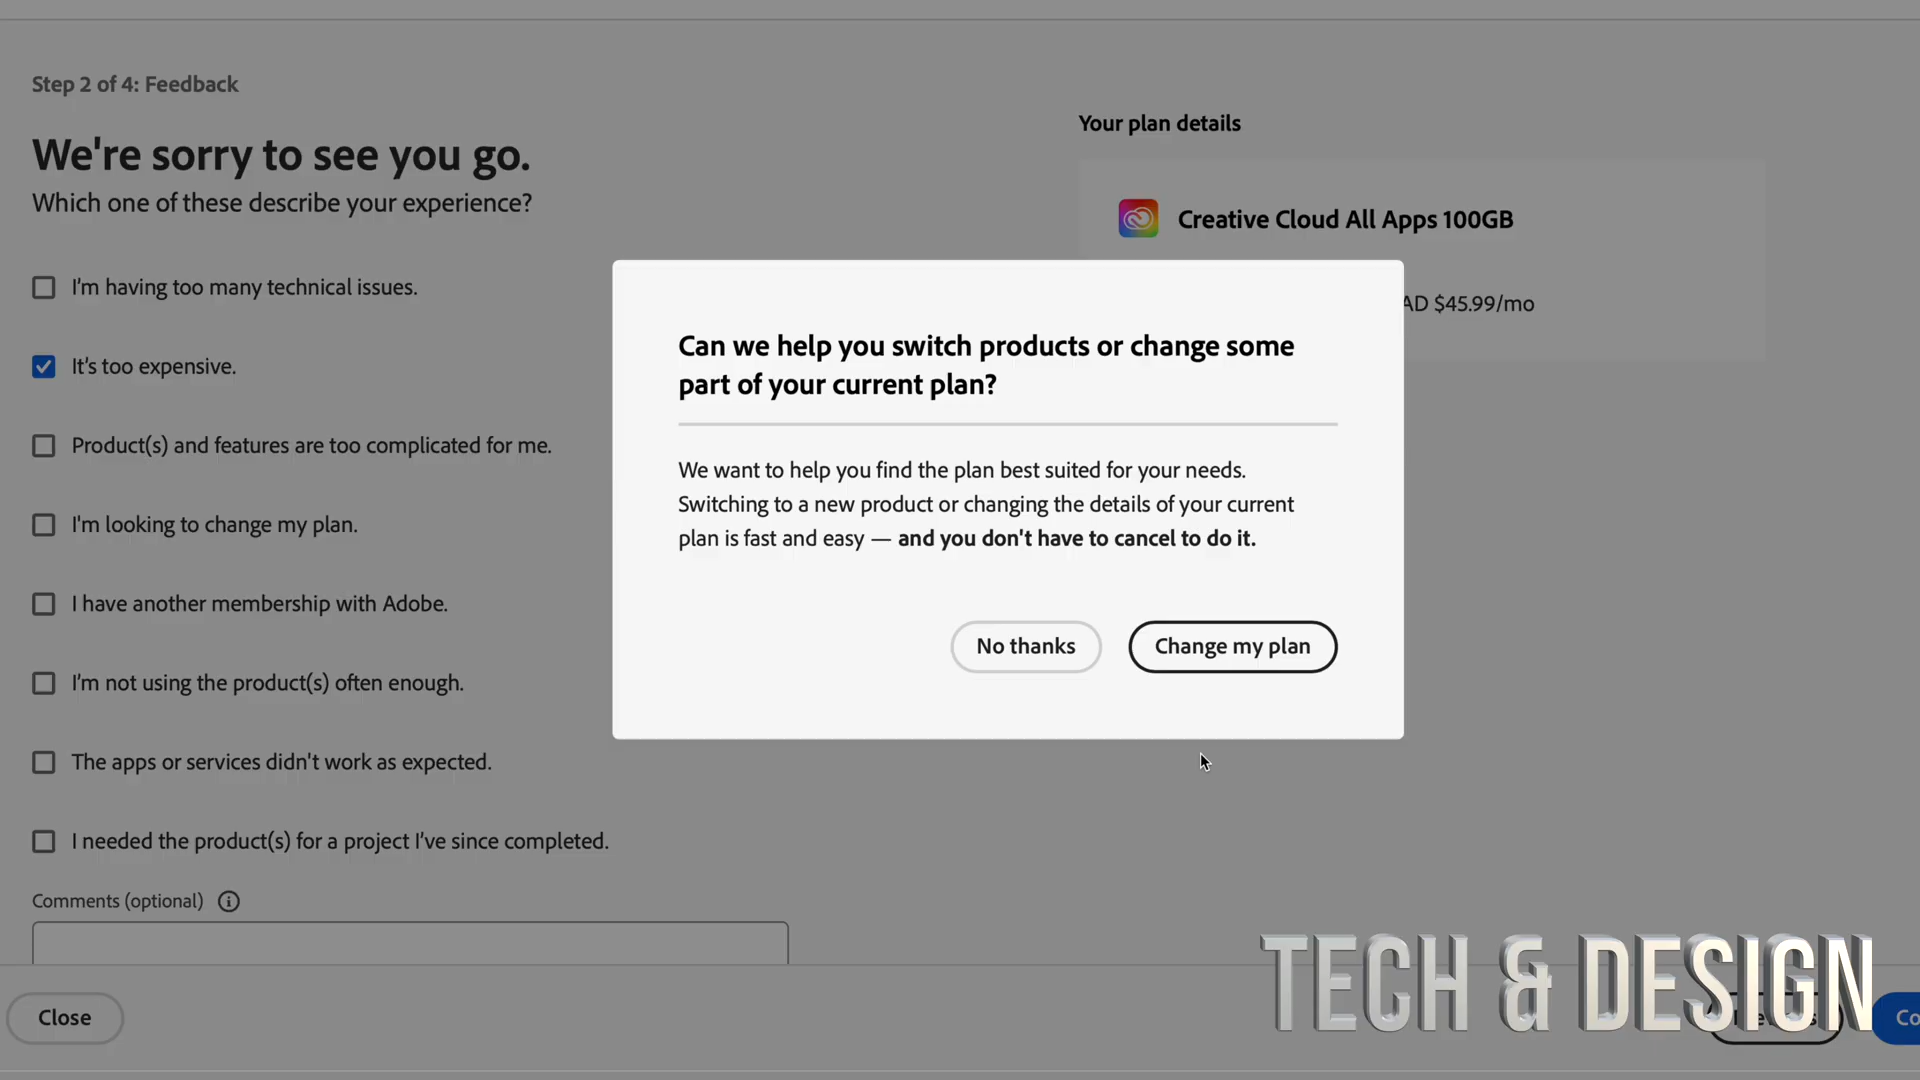 Step 2 of 4: Feedback
We're sorry to see you go.
Which one of these describe your experience?
I'm having too many technical issues.
It's too expensive.
Product(s) and features are too complicated for me.
I'm looking to change my plan.
I have another membership with Adobe.
I'm not using the product(s) often enough.
The apps or services didn't work as expected.
I needed the product(s) for a project I've since completed.
Comments (optional)
Close
Your plan details
Creative Cloud All Apps 100GB
AD $45.99/mo
Can we help you switch products or change some
part of your current plan?
We want to help you find the plan best suited for your needs.
Switching to a new product or changing the details of your current
plan is fast and easy — and you don't have to cancel to do it.
No thanks
Change my plan
TECH & DESIGN
Co